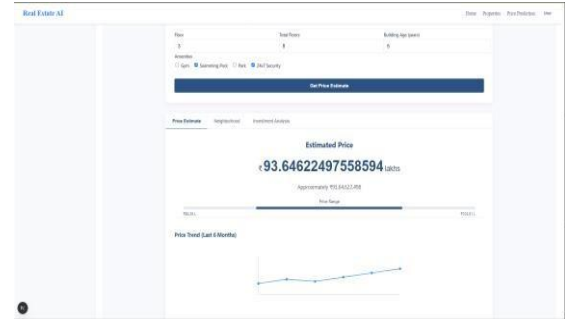 Real Estate AI
Home Properties Price Prediction
Floor Total Floors Building Age (years)
3 8 6
Amenities
Gym Swimming Pool Park 24/7 Security
Get Price Estimate
Price Estimate Neighborhood Investment Analysis
Estimated Price
₹93.64622497558594 lakhs
Approximately
Price Range
Price Trend (Last 6 Months)